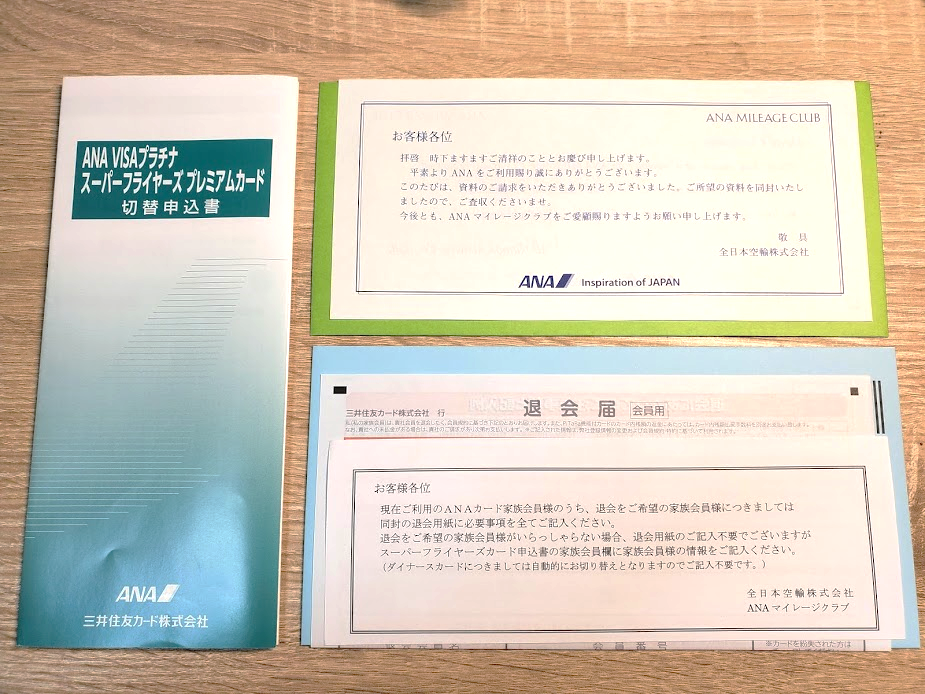 ANA VISAプラチナ
スーパーフライヤーズ プレミアムカード
切替申込書
ANA
三井住友カード株式会社
ANA MILEAGE CLUB
お客様各位
拝啓 時下ますますご清祥のこととお慶び申し上げます。
平素よりANAをご利用賜り誠にありがとうございます。
このたびは、資料のご請求をいただきありがとうございました。ご所望の資料を同封いたし
ましたので、ご査収くださいませ。
今後とも、ANAマイレージクラブをご愛顧賜りますようお願い申し上げます。
敬具
全日本空輸株式会社
ANA Inspiration of JAPAN
三井住友カード株式会社 行
退会届 会員用
お客様各位
現在ご利用のANAカード家族会員様のうち、退会をご希望の家族会員様につきましては
同封の退会用紙に必要事項を全てご記入ください。
退会をご希望の家族会員様がいらっしゃらない場合、退会用紙のご記入不要でございますが
スーパーフライヤーズカード申込書の家族会員欄に家族会員様の情報をご記入ください。
(ダイナースカードにつきましては自動的にお切り替えとなりますのでご記入不要です。)
全日本空輸株式会社
ANAマイレージクラブ
会員番号
※カードを紛失された方は